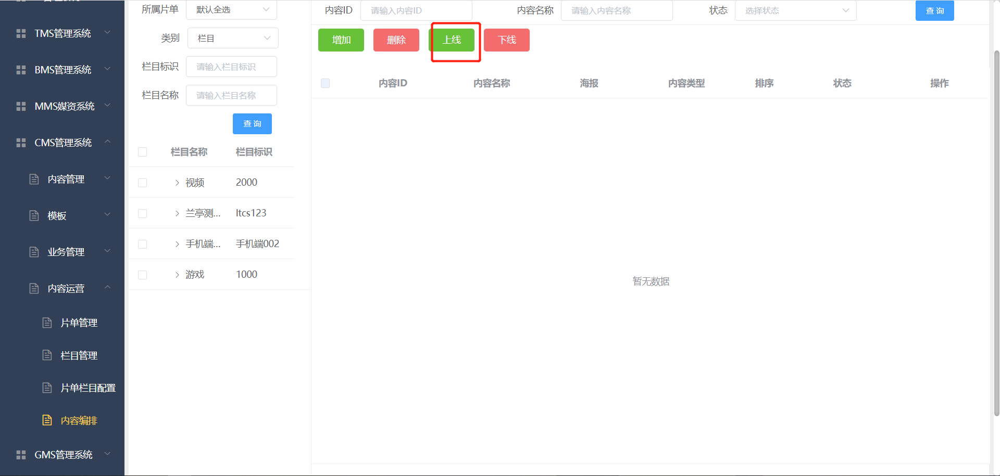 TMS管理系统
BMS管理系统
MMS媒资系统
CMS管理系统
内容管理
模板
业务管理
内容运营
片单管理
栏目管理
片单栏目配置
内容编排
GMS管理系统
所属片单 默认全选
类别 栏目
栏目标识 请输入栏目标识
栏目名称 请输入栏目名称
查 询
栏目名称 栏目标识
视频 2000
兰亭测... ltcs123
手机端... 手机端002
游戏 1000
内容ID 请输入内容ID 内容名称 请输入内容名称 状态 选择状态 查 询
增加 删除 上线 下线
内容ID 内容名称 海报 内容类型 排序 状态 操作
暂无数据